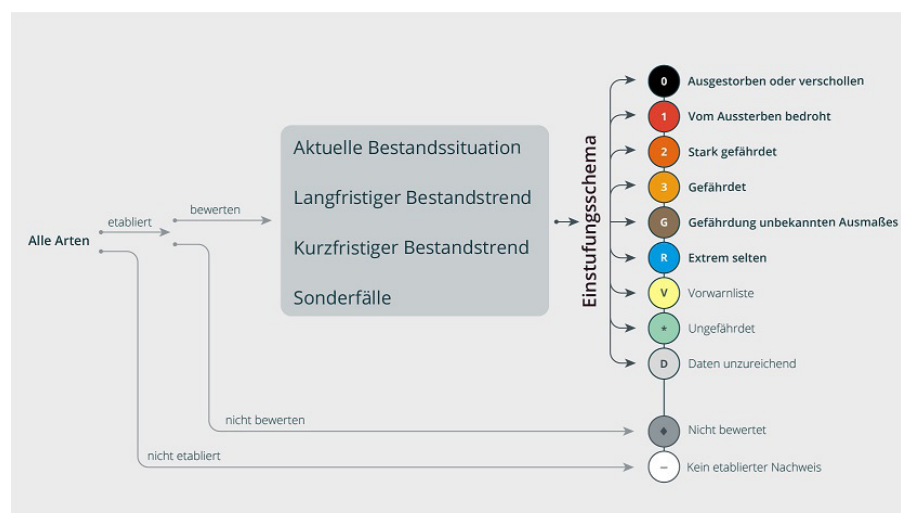 Alle Arten
etabliert
bewerten
Aktuelle Bestandssituation
Langfristiger Bestandstrend
Kurzfristiger Bestandstrend
Sonderfälle
Einstufungsschema
0 Ausgestorben oder verschollen
1 Vom Aussterben bedroht
2 Stark gefährdet
3 Gefährdet
G Gefährdung unbekannten Ausmaßes
R Extrem selten
V Vorwarnliste
* Ungefährdet
D Daten unzureichend
nicht bewerten
♦ Nicht bewertet
nicht etabliert
– Kein etablierter Nachweis